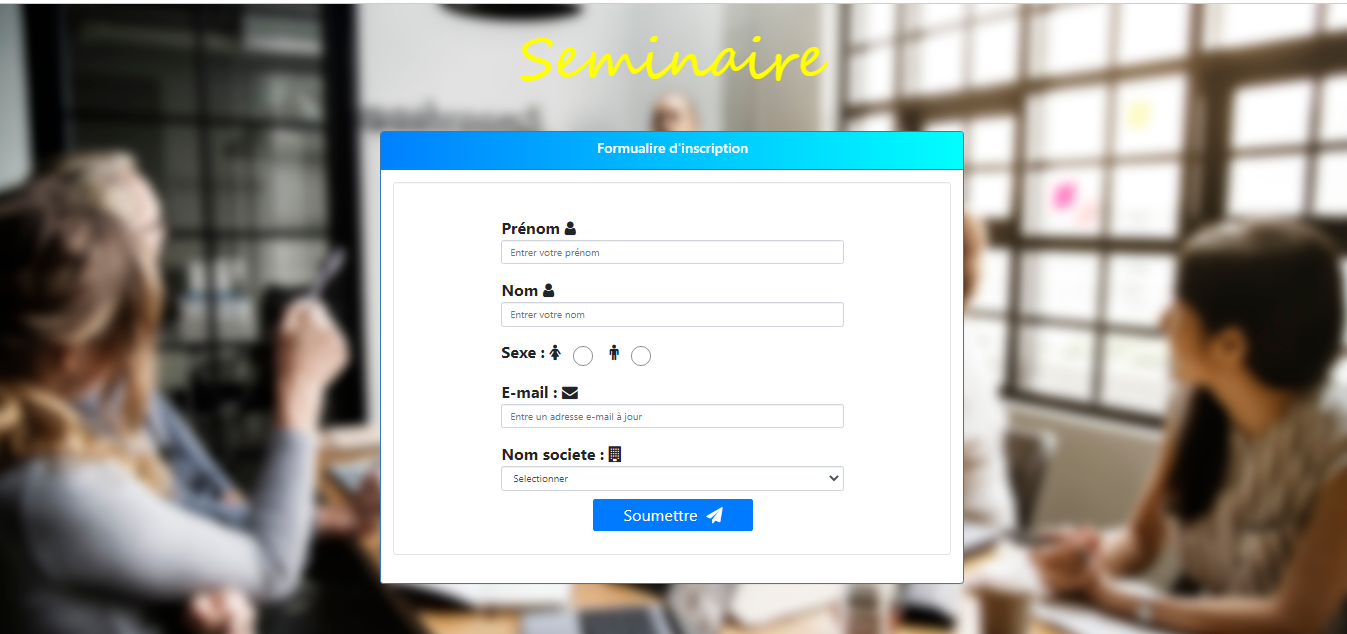 Seminaire
Formualire d'inscription
Prénom
Entrer votre prénom
Nom
Entrer votre nom
Sexe :
E-mail :
Entre un adresse e-mail à jour
Nom societe :
Selectionner
Soumettre